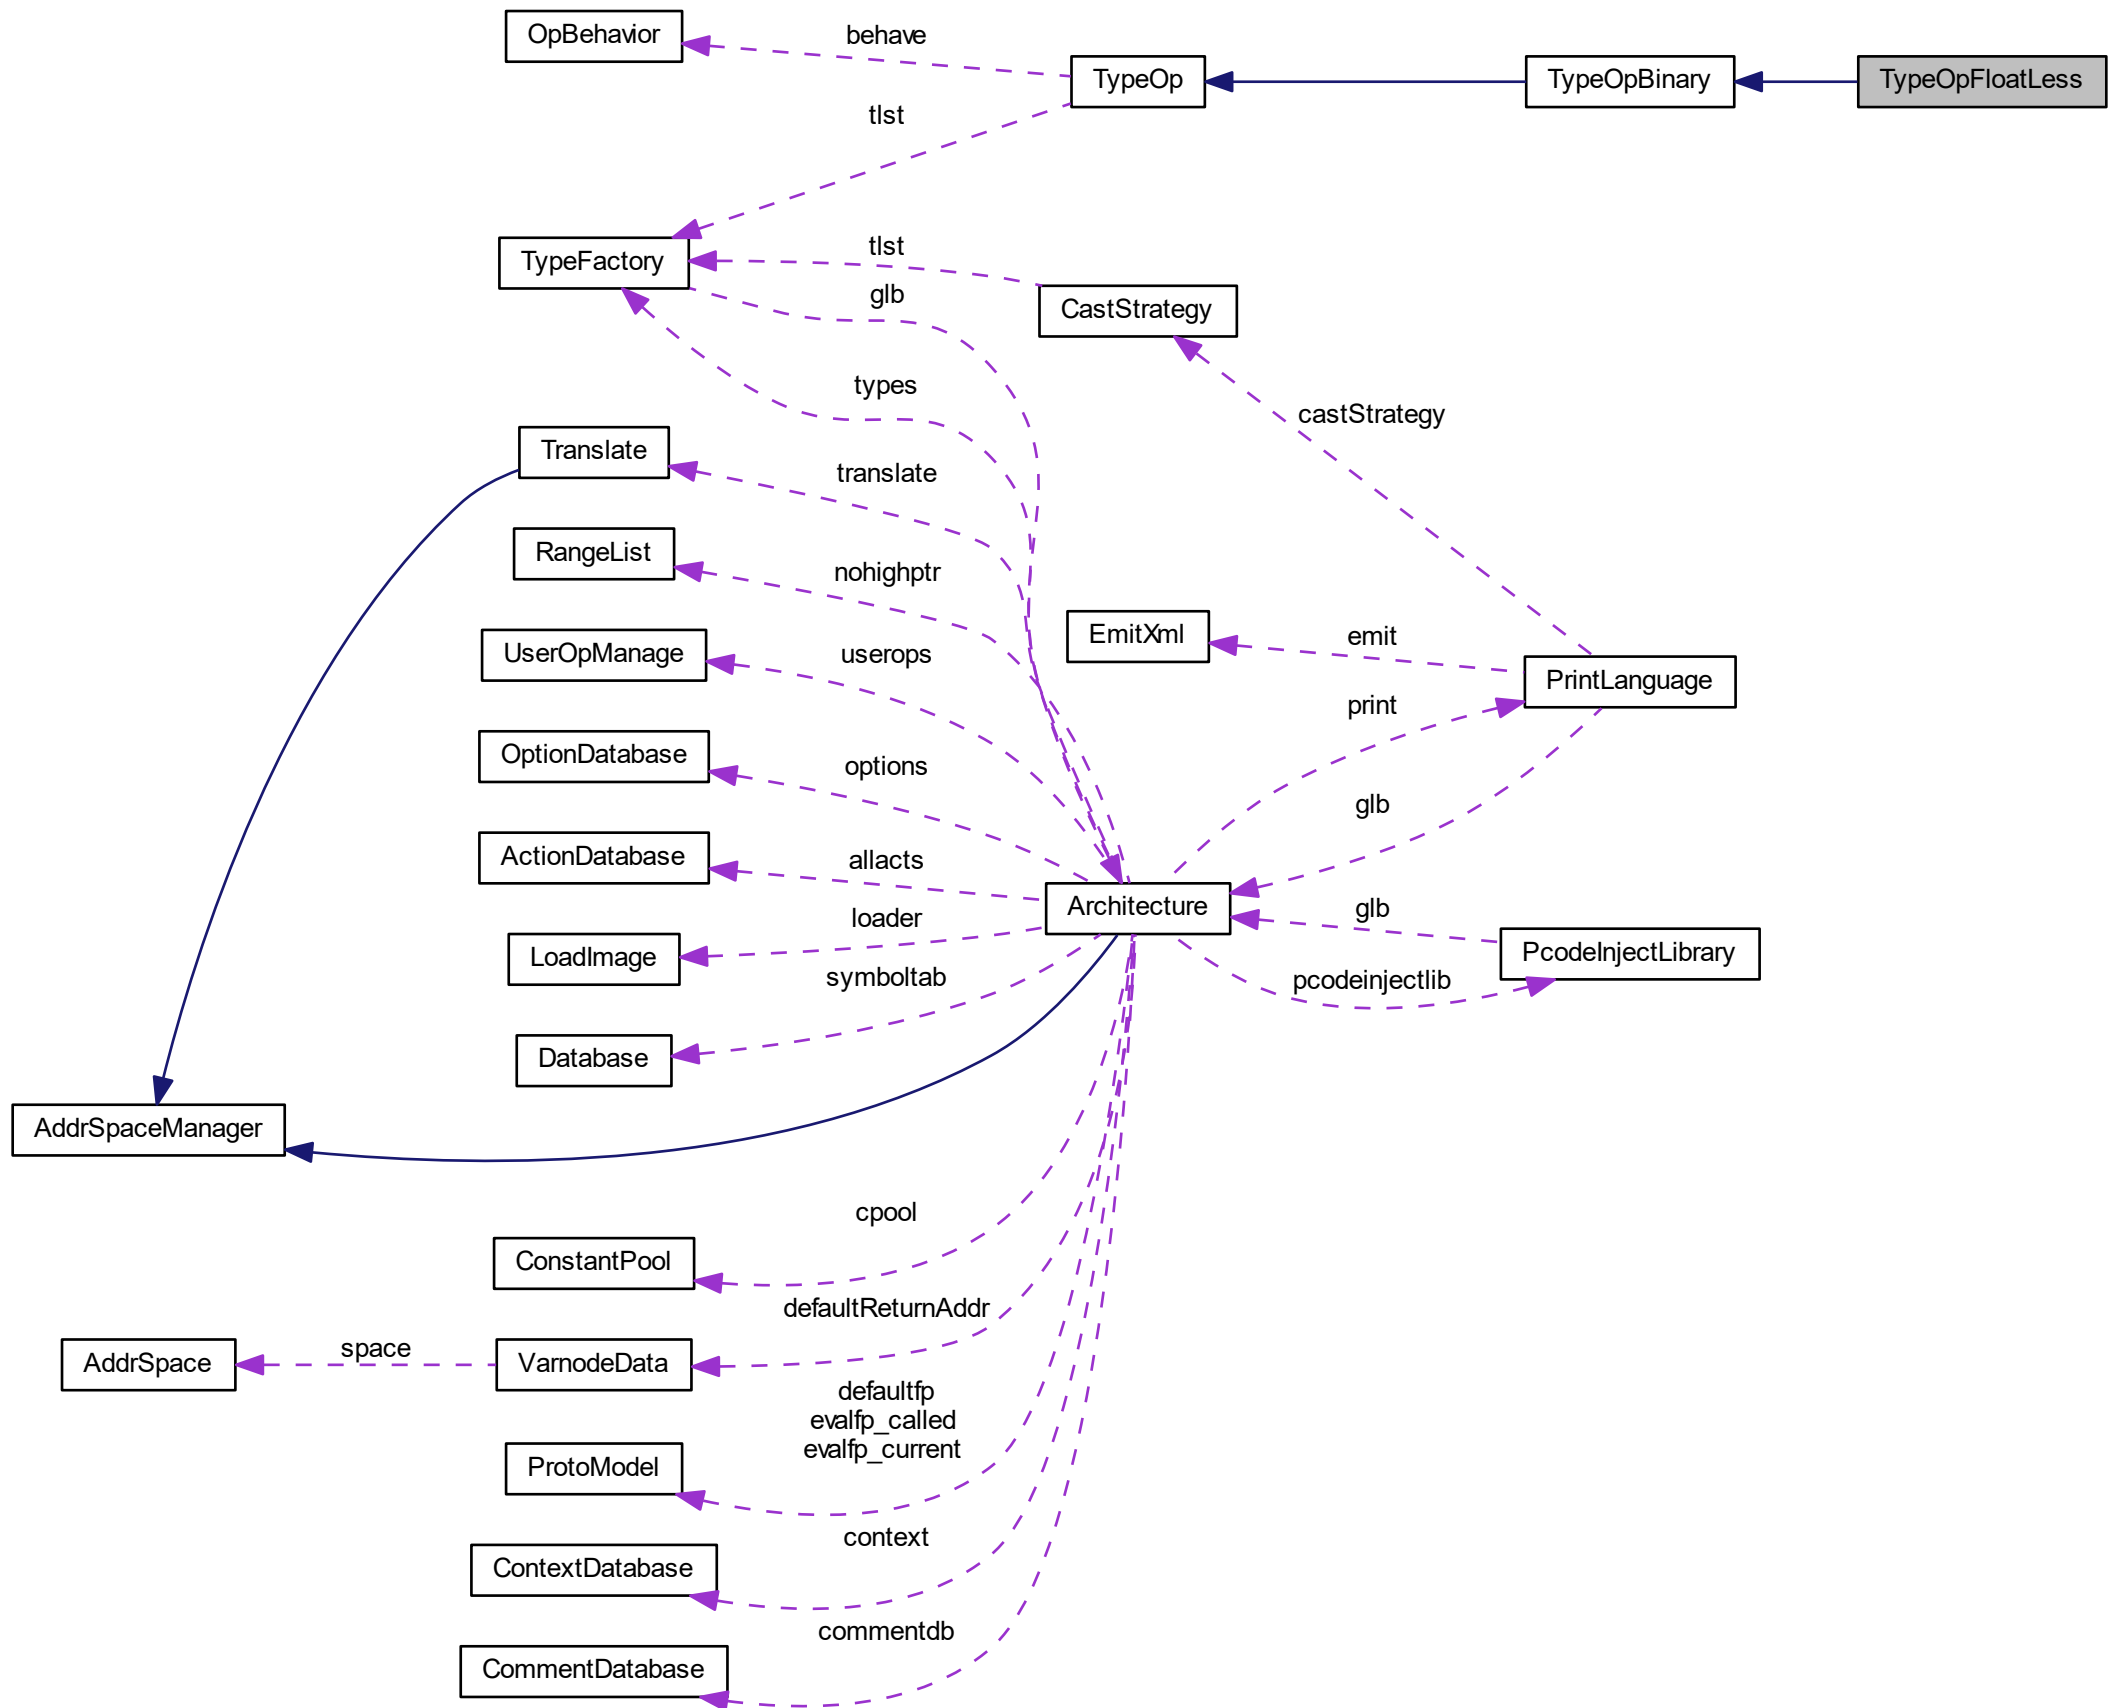 OpBehavior
behave
TypeOp
TypeOpBinary
TypeOpFloatLess
tlst
TypeFactory
tlst
glb
CastStrategy
types
castStrategy
Translate
translate
RangeList
nohighptr
EmitXml
emit
UserOpManage
userops
PrintLanguage
print
OptionDatabase
options
glb
ActionDatabase
allacts
Architecture
glb
LoadImage
loader
PcodeInjectLibrary
symboltab
pcodeinjectlib
Database
AddrSpaceManager
cpool
ConstantPool
defaultReturnAddr
AddrSpace
space
VarnodeData
defaultfp
evalfp_called
evalfp_current
ProtoModel
context
ContextDatabase
commentdb
CommentDatabase